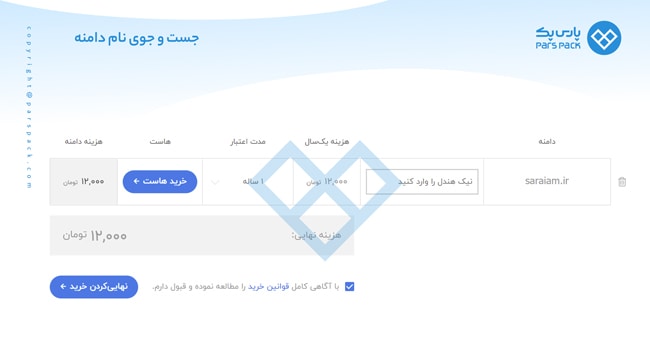 پارس پک
PARS PACK
جست و جوی نام دامنه
copyright@parspack.com
دامنه
هزینه یک‌سال
مدت اعتبار
هاست
هزینه دامنه
saraiam.ir
نیک هندل را وارد کنید
۱۲,۰۰۰ تومان
۱ ساله
خرید هاست ←
۱۲,۰۰۰ تومان
هزینه نهایی:
۱۲,۰۰۰ تومان
با آگاهی کامل قوانین خرید را مطالعه نموده و قبول دارم.
نهایی‌کردن خرید ←